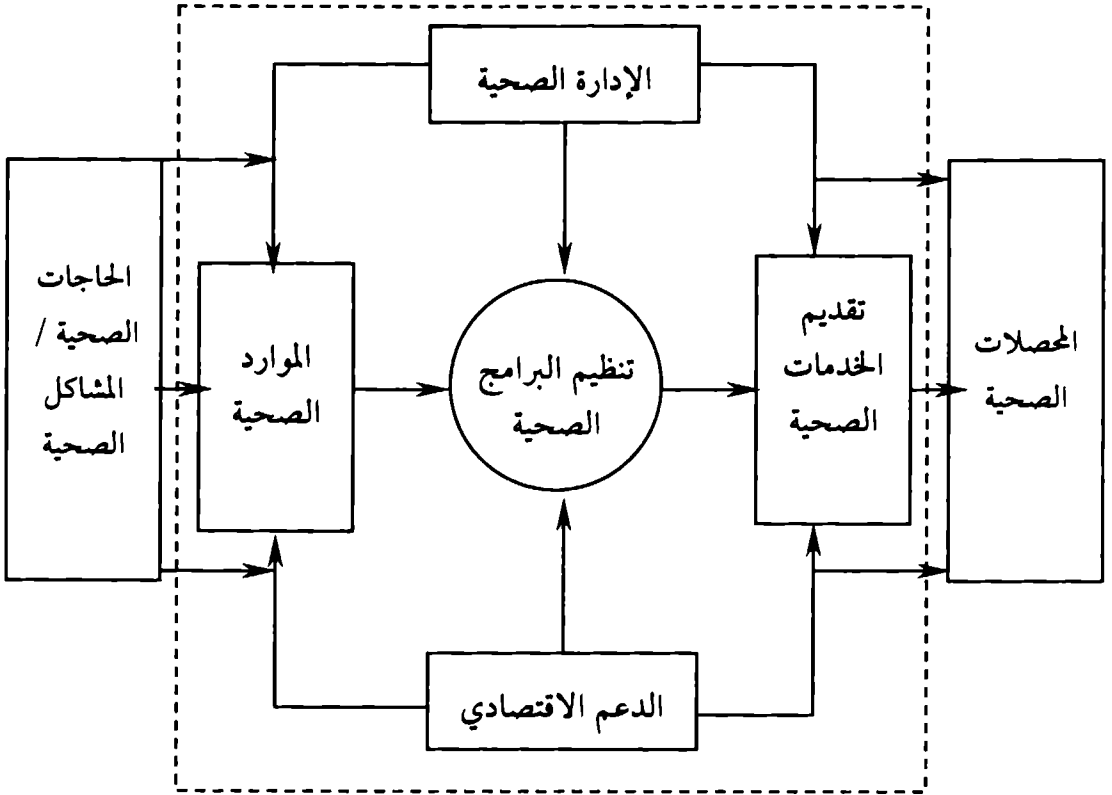 الإدارة الصحية
الحاجات
الصحية /
المشاكل
الصحية
الموارد
الصحية
تنظيم البرامج
الصحية
تقديم
الخدمات
الصحية
المحصلات
الصحية
الدعم الاقتصادي